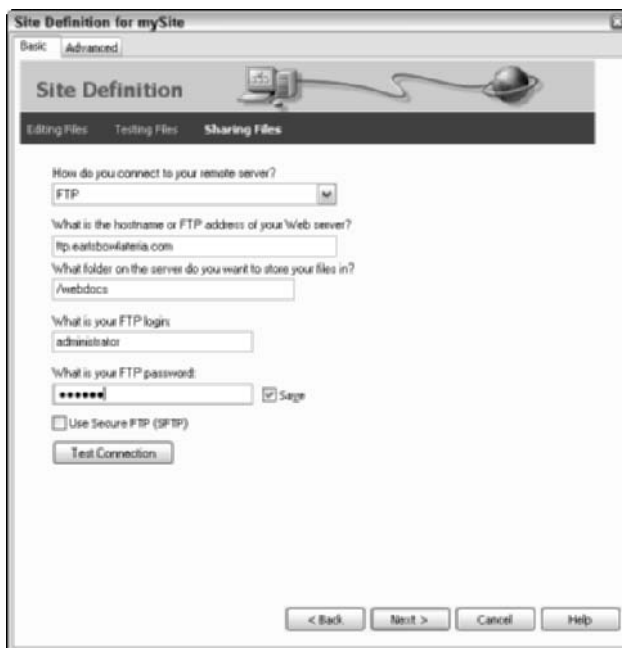 Site Definition for mySite
Basic Advanced
Site Definition
Editing Files Testing Files Sharing Files
How do you connect to your remote server?
FTP
What is the hostname or FTP address of your Web server?
ftp.earlsbowlateria.com
What folder on the server do you want to store your files in?
/webdocs
What is your FTP login:
administrator
What is your FTP password:
●●●●●● Save
Use Secure FTP (SFTP)
Test Connection
< Back Next > Cancel Help